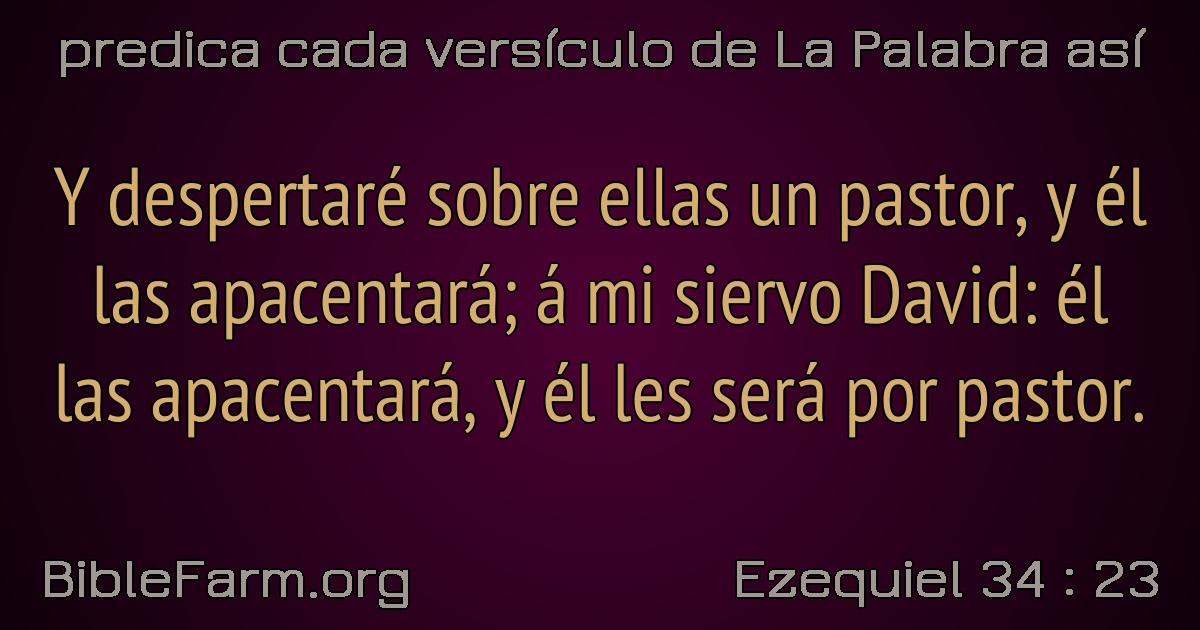 predica cada versículo de La Palabra así
Y despertaré sobre ellas un pastor, y él
las apacentará; á mi siervo David: él
las apacentará, y él les será por pastor.
BibleFarm.org
Ezequiel 34 : 23